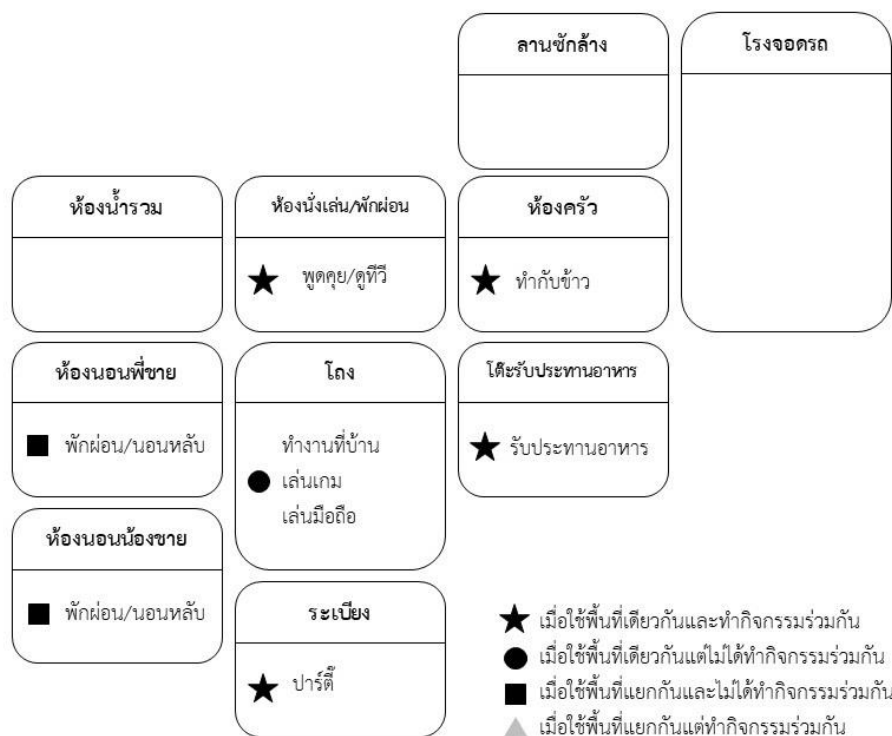 ลานซักล้าง
โรงจอดรถ
ห้องน้ำรวม
ห้องนั่งเล่น/พักผ่อน
★ พูดคุย/ดูทีวี
ห้องครัว
★ ทำกับข้าว
ห้องนอนพี่ชาย
■ พักผ่อน/นอนหลับ
โถง
ทำงานที่บ้าน
● เล่นเกม
เล่นมือถือ
โต๊ะรับประทานอาหาร
★ รับประทานอาหาร
ห้องนอนน้องชาย
■ พักผ่อน/นอนหลับ
ระเบียง
★ ปาร์ตี๊
★ เมื่อใช้พื้นที่เดียวกันและทำกิจกรรมร่วมกัน
● เมื่อใช้พื้นที่เดียวกันแต่ไม่ได้ทำกิจกรรมร่วมกัน
■ เมื่อใช้พื้นที่แยกกันและไม่ได้ทำกิจกรรมร่วมกัน
▲ เมื่อใช้พื้นที่แยกกันแต่ทำกิจกรรมร่วมกัน